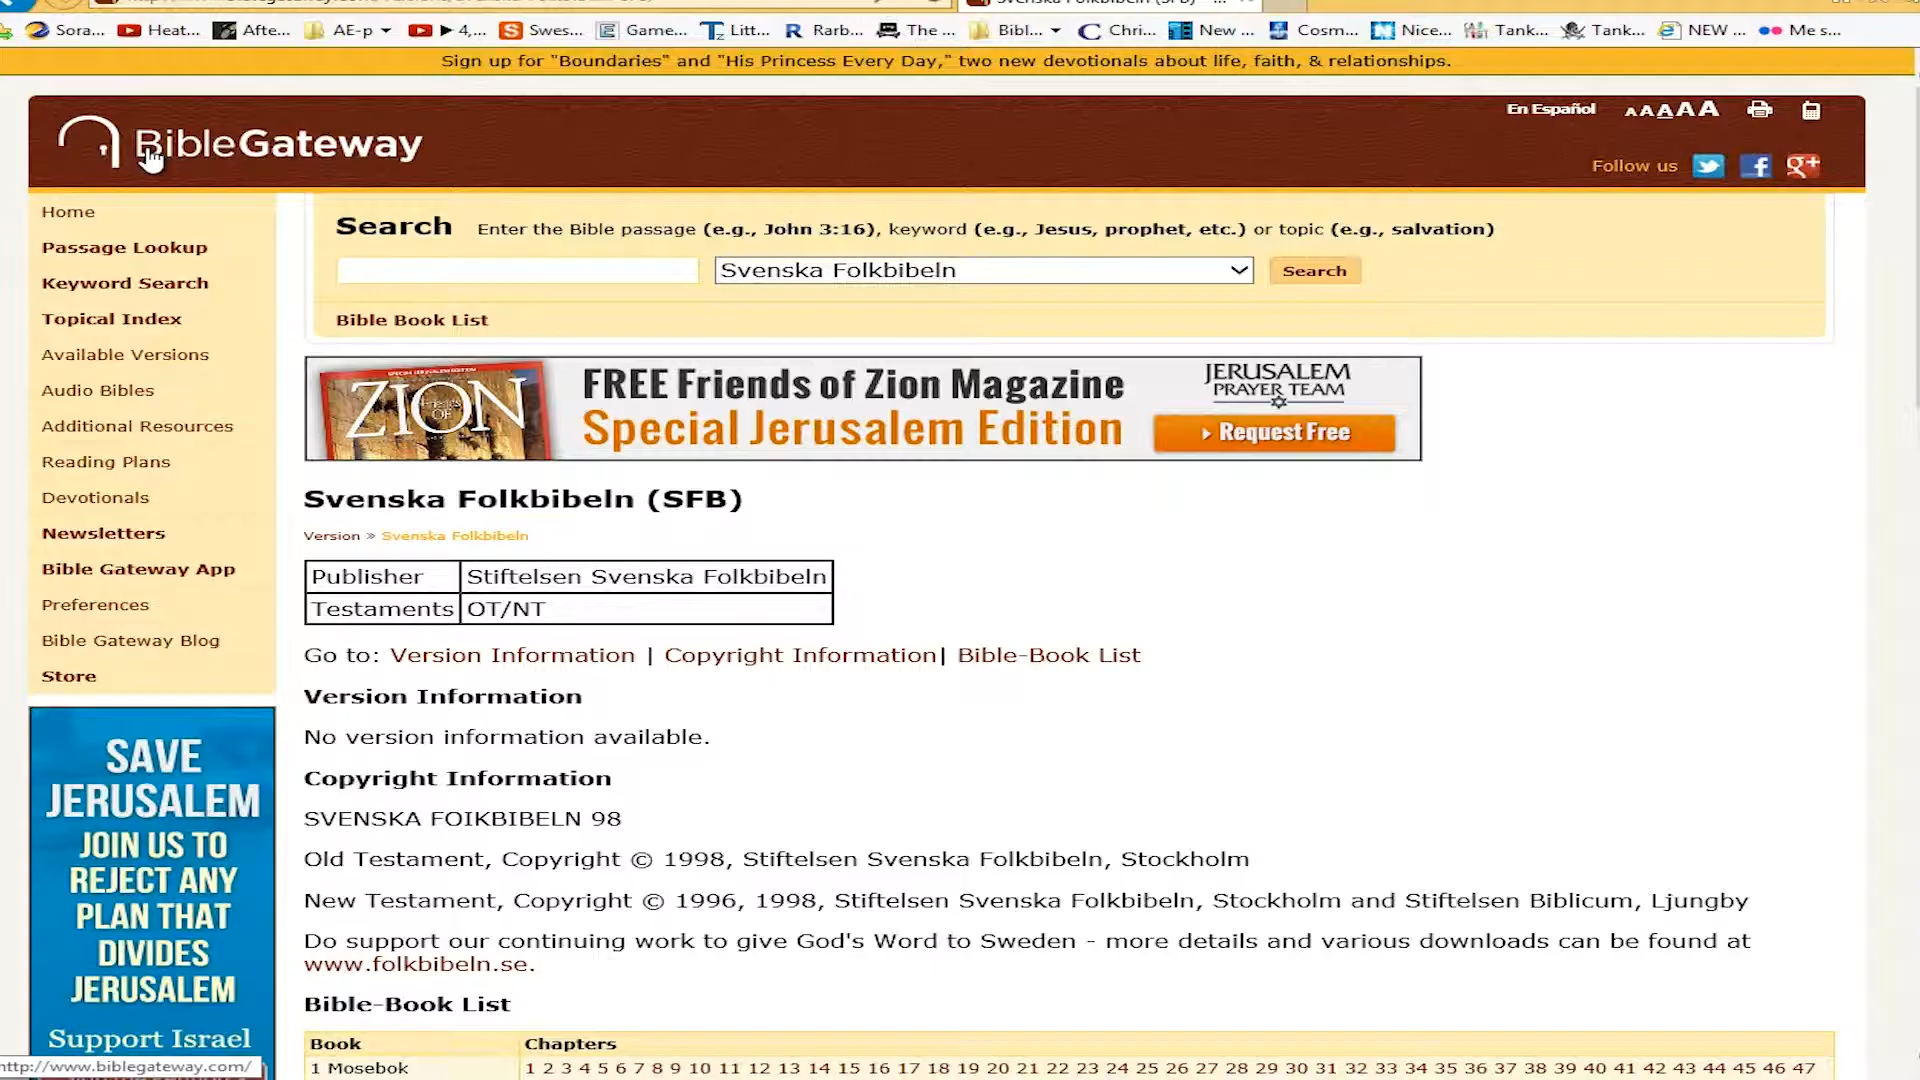 Sora...
Heat...
Afte...
AE-p
4,...
Swes...
Game...
Litt...
Rarb...
The ...
Bibl...
Chri...
New ...
Cosm...
Nice...
Tank...
Tank...
NEW ...
Me s...
Sign up for "Boundaries" and "His Princess Every Day," two new devotionals about life, faith, & relationships.
BibleGateway
En Español
AAAAA
Follow us
Home
Passage Lookup
Keyword Search
Topical Index
Available Versions
Audio Bibles
Additional Resources
Reading Plans
Devotionals
Newsletters
Bible Gateway App
Preferences
Bible Gateway Blog
Store
Search Enter the Bible passage (e.g., John 3:16), keyword (e.g., Jesus, prophet, etc.) or topic (e.g., salvation)
Svenska Folkbibeln
Search
Bible Book List
ZION
FREE Friends of Zion Magazine
Special Jerusalem Edition
JERUSALEM
PRAYER TEAM
Request Free
Svenska Folkbibeln (SFB)
Version » Svenska Folkbibeln
Publisher Stiftelsen Svenska Folkbibeln
Testaments OT/NT
Go to: Version Information | Copyright Information| Bible-Book List
Version Information
No version information available.
Copyright Information
SVENSKA FOIKBIBELN 98
Old Testament, Copyright © 1998, Stiftelsen Svenska Folkbibeln, Stockholm
New Testament, Copyright © 1996, 1998, Stiftelsen Svenska Folkbibeln, Stockholm and Stiftelsen Biblicum, Ljungby
Do support our continuing work to give God's Word to Sweden - more details and various downloads can be found at
www.folkbibeln.se.
Bible-Book List
Book Chapters
1 Mosebok 1 2 3 4 5 6 7 8 9 10 11 12 13 14 15 16 17 18 19 20 21 22 23 24 25 26 27 28 29 30 31 32 33 34 35 36 37 38 39 40 41 42 43 44 45 46 47
SAVE
JERUSALEM
JOIN US TO
REJECT ANY
PLAN THAT
DIVIDES
JERUSALEM
Support Israel
http://www.biblegateway.com/